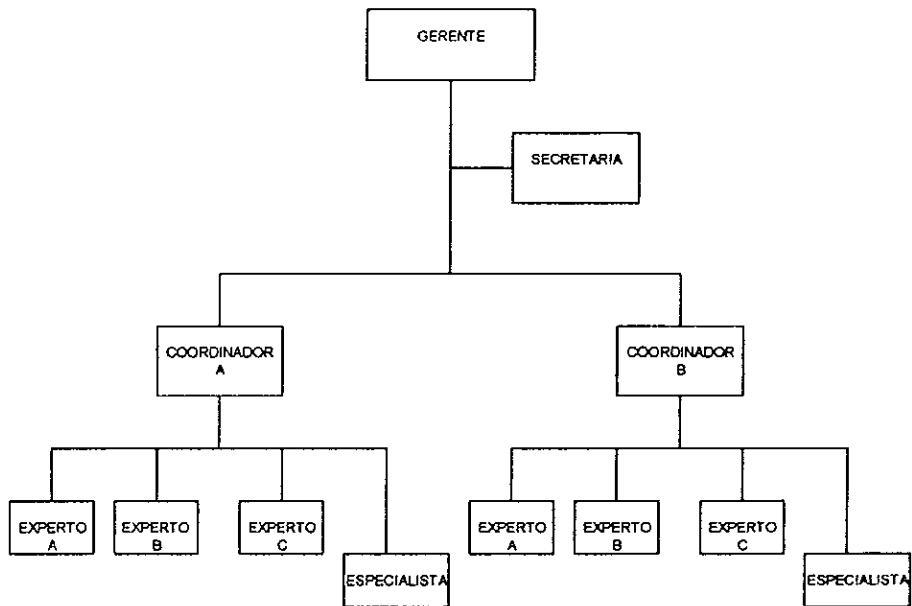 GERENTE
SECRETARIA
COORDINADOR
A
COORDINADOR
B
EXPERTO
A
EXPERTO
B
EXPERTO
C
ESPECIALISTA
EXPERTO
A
EXPERTO
B
EXPERTO
C
ESPECIALISTA